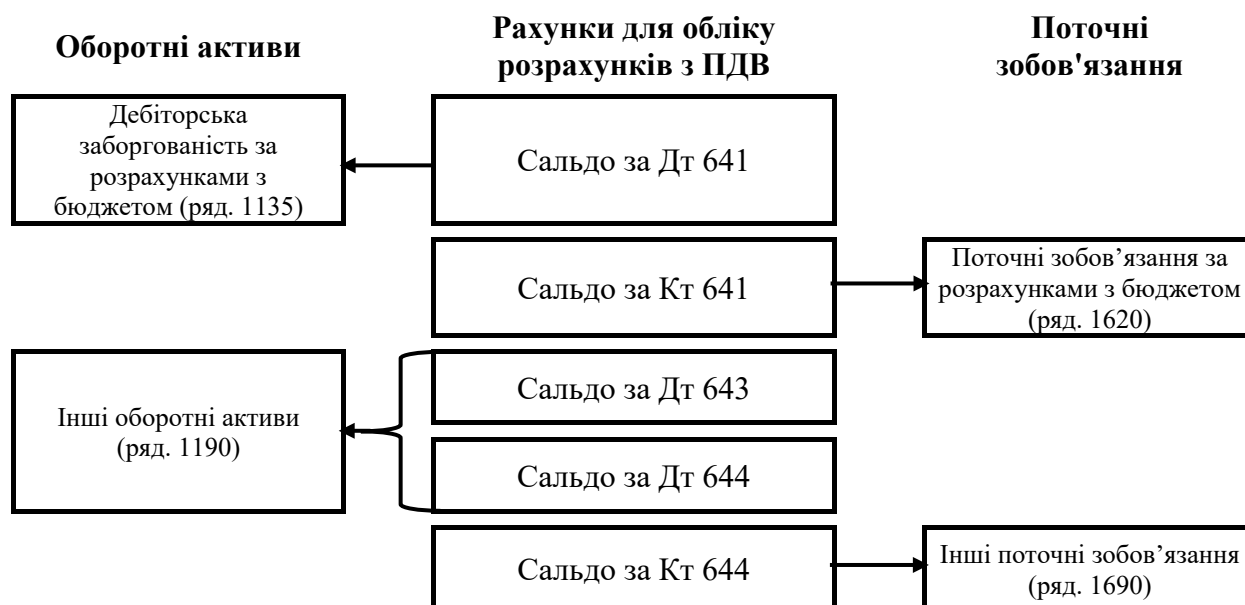 Оборотні активи
Рахунки для обліку
розрахунків з ПДВ
Поточні
зобов'язання
Дебіторська
заборгованість за
розрахунками з
бюджетом (ряд. 1135)
Сальдо за Дт 641
Сальдо за Кт 641
Поточні зобов’язання за
розрахунками з бюджетом
(ряд. 1620)
Інші оборотні активи
(ряд. 1190)
Сальдо за Дт 643
Сальдо за Дт 644
Сальдо за Кт 644
Інші поточні зобов’язання
(ряд. 1690)